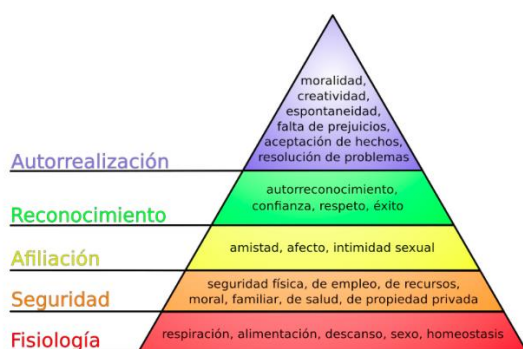 moralidad,
creatividad,
espontaneidad,
falta de prejuicios,
aceptación de hechos,
resolución de problemas
Autorrealización
autorreconocimiento,
confianza, respeto, éxito
Reconocimiento
amistad, afecto, intimidad sexual
Afiliación
seguridad física, de empleo, de recursos,
moral, familiar, de salud, de propiedad privada
Seguridad
respiración, alimentación, descanso, sexo, homeostasis
Fisiología